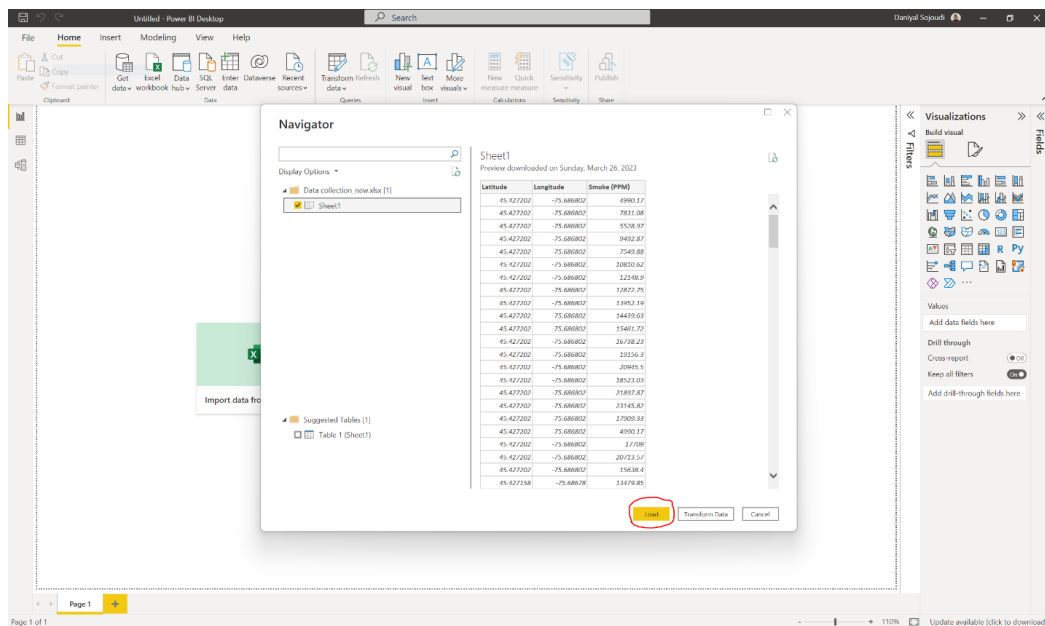 Untitled - Power BI Desktop
Search
Daniyal Sojoudi
File Home Insert Modeling View Help
Paste
Cut
Copy
Format painter
Clipboard
Get data
Excel workbook
Data hub
SQL Server
Enter data
Dataverse
Recent sources
Data
Transform data
Refresh
Queries
New visual
Text box
More visuals
Insert
New measure
Quick measure
Calculations
Sensitivity
Sensitivity
Publish
Share
Import data fro
Navigator
Display Options
Data collection_new.xlsx [1]
Sheet1
Suggested Tables [1]
Table 1 (Sheet1)
Sheet1
Preview downloaded on Sunday, March 26, 2023
Latitude Longitude Smoke (PPM)
45.427202 -75.686802 4990.17
45.427202 -75.686802 7831.08
45.427202 -75.686802 5528.97
45.427202 -75.686802 9492.87
45.427202 -75.686802 7549.88
45.427202 -75.686802 10810.62
45.427202 -75.686802 12148.9
45.427202 -75.686802 12872.75
45.427202 -75.686802 13952.19
45.427202 -75.686802 14439.63
45.427202 -75.686802 15461.72
45.427202 -75.686802 16738.23
45.427202 -75.686802 19156.3
45.427202 -75.686802 20945.5
45.427202 -75.686802 18523.03
45.427202 -75.686802 21897.87
45.427202 -75.686802 23145.82
45.427202 -75.686802 17909.33
45.427202 -75.686802 4990.17
45.427202 -75.686802 17709
45.427202 -75.686802 20713.57
45.427202 -75.686802 15638.4
45.427158 -75.68678 13479.85
Load
Transform Data
Cancel
Filters
Visualizations
Build visual
R Py
Values
Add data fields here
Drill through
Cross-report Off
Keep all filters On
Add drill-through fields here
Fields
Page 1
Page 1 of 1
110%
Update available (click to download